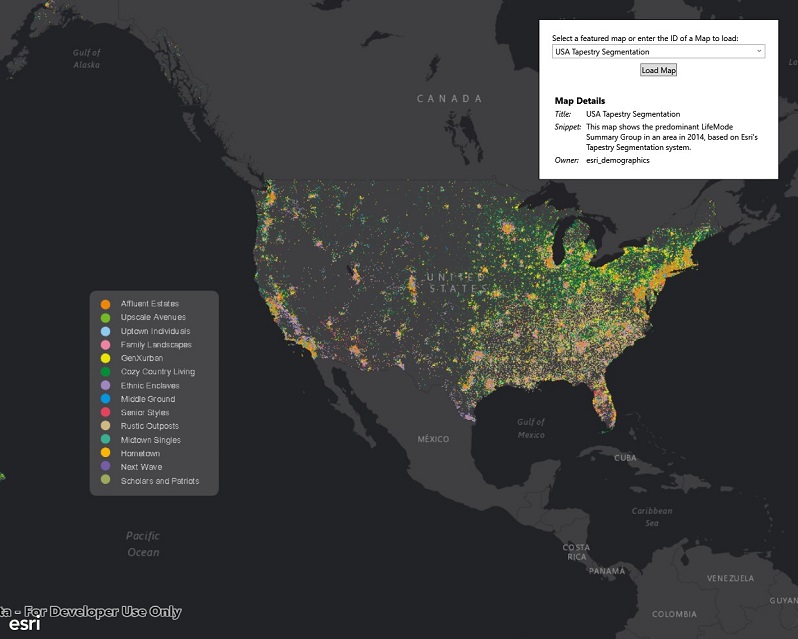 Gulf of
Alaska
CANADA
Select a featured map or enter the ID of a Map to load:
USA Tapestry Segmentation
Load Map
Map Details
Title: USA Tapestry Segmentation
Snippet: This map shows the predominant LifeMode
Summary Group in an area in 2014, based on Esri's
Tapestry Segmentation system.
Owner: esri_demographics
La
UNITED
STATES
Affluent Estates
Upscale Avenues
Uptown Individuals
Family Landscapes
GenXurban
Cozy Country Living
Ethnic Enclaves
Middle Ground
Senior Styles
Rustic Outposts
Midtown Singles
Hometown
Next Wave
Scholars and Patriots
Gulf of
Mexico
MÉXICO
CUBA
Caribbean
Sea
Pacific
Ocean
COSTA
RICA
PANAMA
VENEZUELA
GUYAN
COLOMBIA
ta - For Developer Use Only
esri